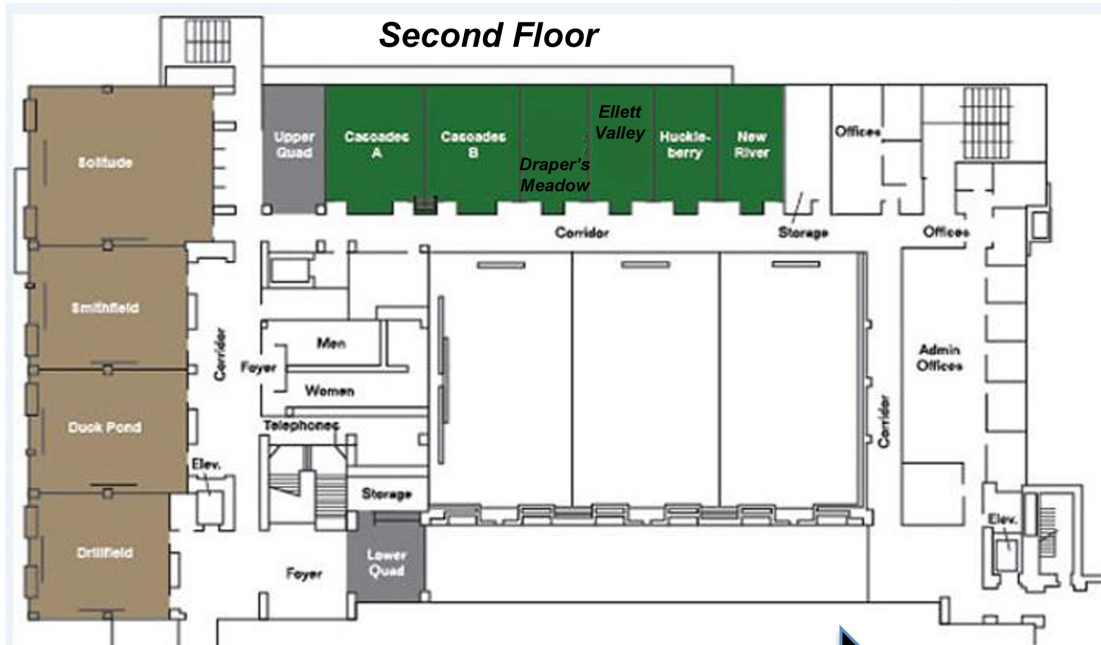 Second Floor
Upper
Quad
Cascades
A
Cascades
B
Draper's
Meadow
Ellett
Valley
Huckle-
berry
New
River
Offices
Solitude
Corridor
Storage
Offices
Smithfield
Corridor
Foyer
Men
Women
Telephones
Admin
Offices
Corridor
Duck Pond
Elev.
Storage
Drillfield
Foyer
Lower
Quad
Elev.